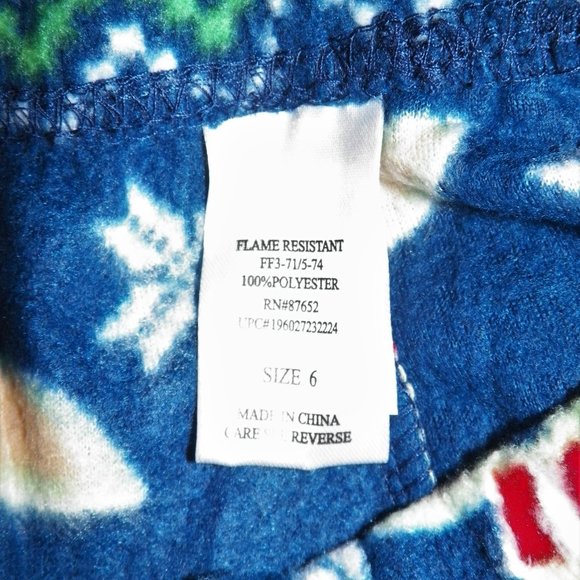 FLAME RESISTANT
FF3-71/5-74
100%POLYESTER
RN#87652
UPC#196027232224
SIZE 6
MADE IN CHINA
CARE REVERSE